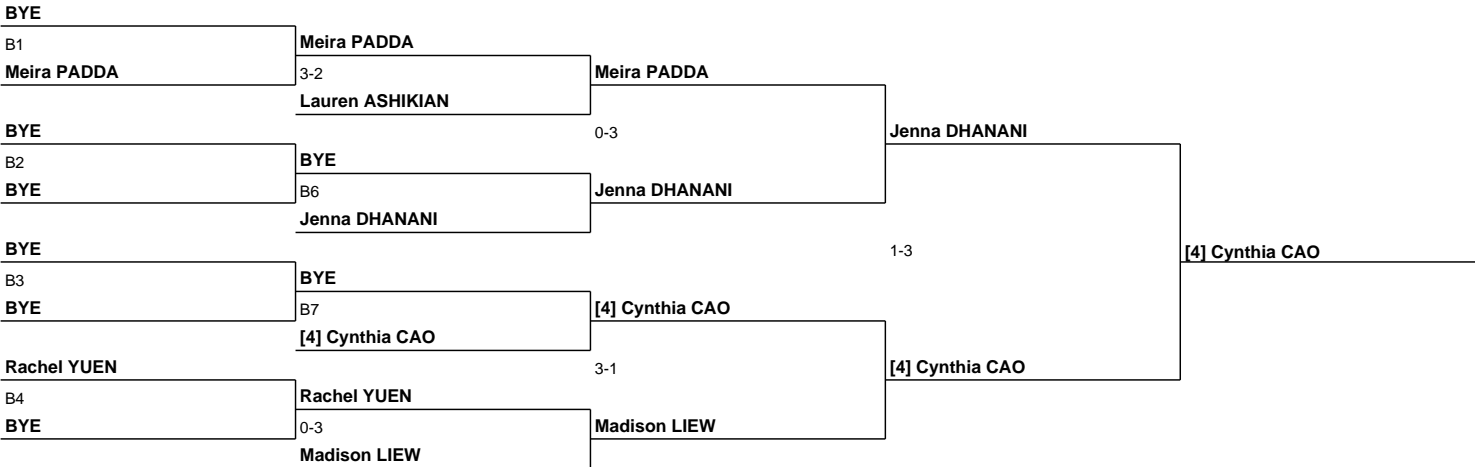 BYE
B1
Meira PADDA
BYE
B2
BYE
BYE
B3
BYE
Rachel YUEN
B4
BYE
Meira PADDA
3-2
Lauren ASHIKIAN
BYE
B6
Jenna DHANANI
BYE
B7
[4] Cynthia CAO
Rachel YUEN
0-3
Madison LIEW
Meira PADDA
0-3
Jenna DHANANI
[4] Cynthia CAO
3-1
Madison LIEW
Jenna DHANANI
1-3
[4] Cynthia CAO
[4] Cynthia CAO